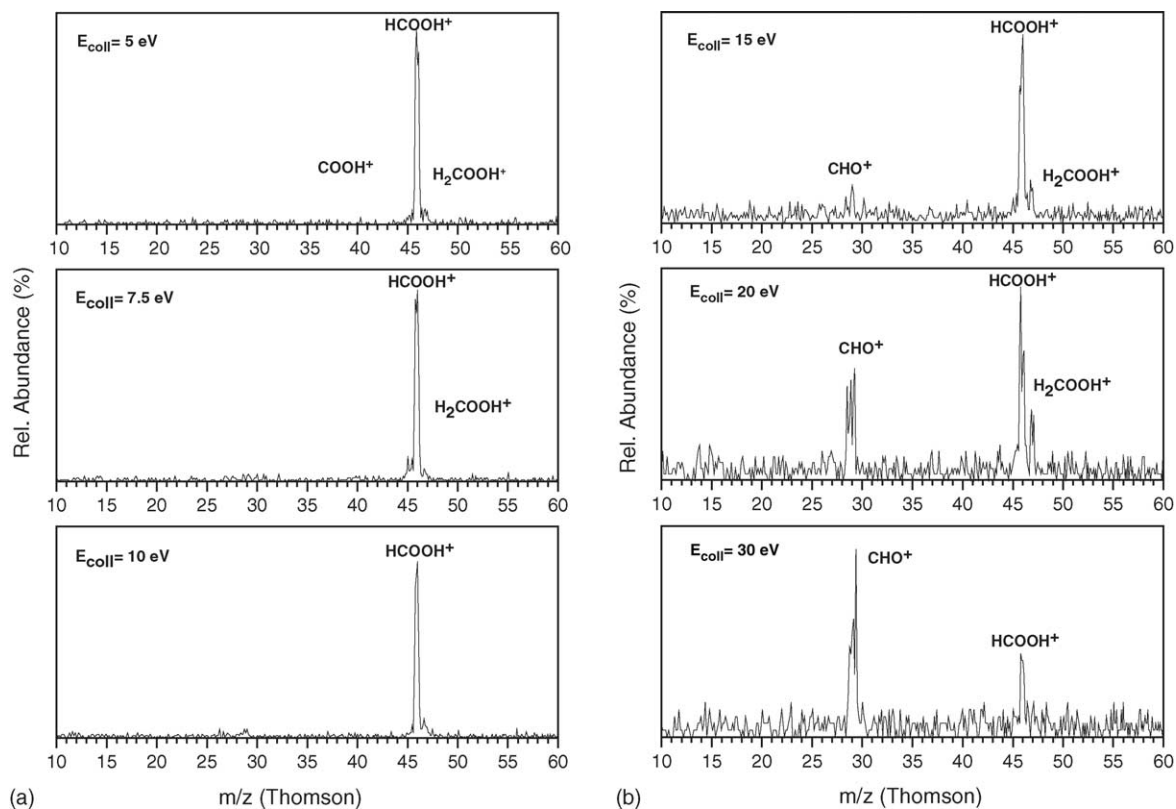 HCOOH⁺
E_coll= 5 eV
COOH⁺
H₂COOH⁺
10 15 20 25 30 35 40 45 50 55 60
HCOOH⁺
E_coll= 7.5 eV
H₂COOH⁺
10 15 20 25 30 35 40 45 50 55 60
HCOOH⁺
E_coll= 10 eV
10 15 20 25 30 35 40 45 50 55 60
Rel. Abundance (%)
(a)
m/z (Thomson)
HCOOH⁺
E_coll= 15 eV
CHO⁺
H₂COOH⁺
10 15 20 25 30 35 40 45 50 55 60
HCOOH⁺
E_coll= 20 eV
CHO⁺
H₂COOH⁺
10 15 20 25 30 35 40 45 50 55 60
E_coll= 30 eV
CHO⁺
HCOOH⁺
10 15 20 25 30 35 40 45 50 55 60
Rel. Abundance (%)
(b)
m/z (Thomson)